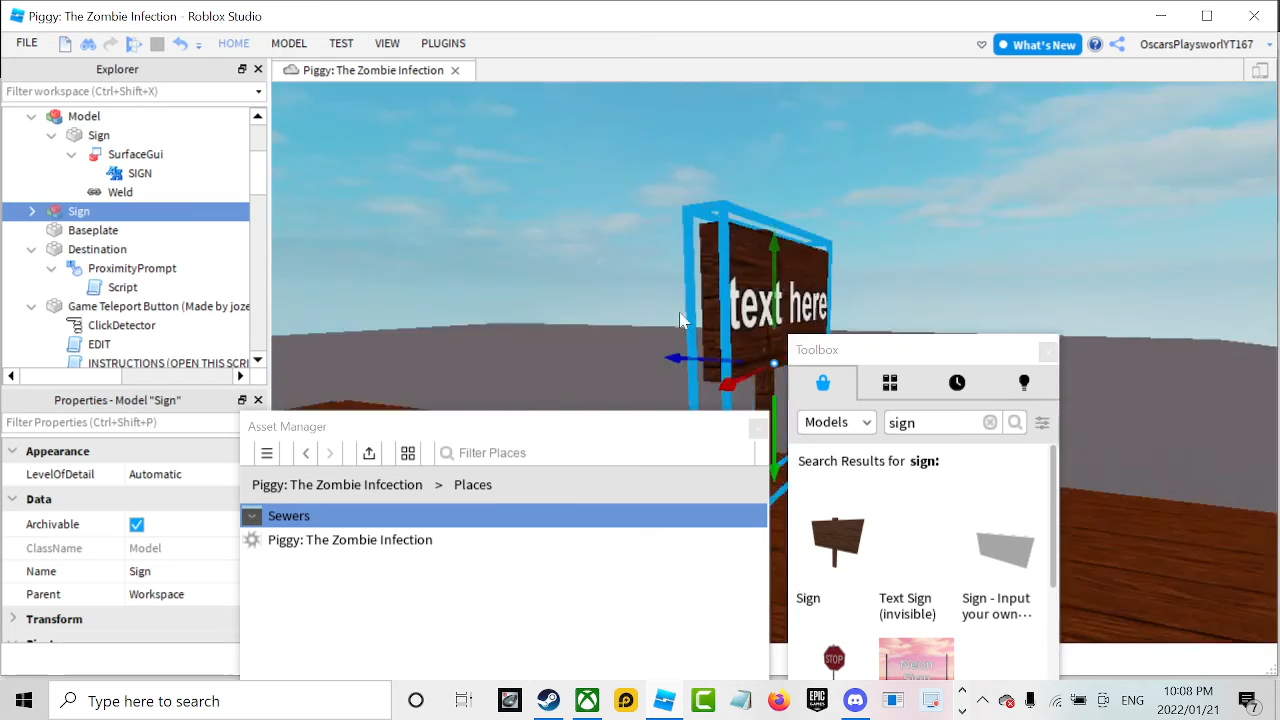 Piggy: The Zombie Infection - Roblox Studio
FILE
HOME
MODEL
TEST
VIEW
PLUGINS
What's New
OscarsPlaysworlYT167
Explorer
Piggy: The Zombie Infection
Filter workspace (Ctrl+Shift+X)
Model
Sign
SurfaceGui
SIGN
Weld
Sign
Baseplate
Destination
ProximityPrompt
Script
Game Teleport Button (Made by joze
ClickDetector
EDIT
INSTRUCTIONS (OPEN THIS SCRI
text here
Properties - Model "Sign"
Filter Properties (Ctrl+Shift+P)
Appearance
LevelOfDetail Automatic
Data
Archivable
ClassName Model
Name Sign
Parent Workspace
Transform
Asset Manager
Filter Places
Piggy: The Zombie Infcection > Places
Sewers
Piggy: The Zombie Infection
Toolbox
Models
sign
Search Results for sign:
Sign
Text Sign (invisible)
Sign - Input your own...
STOP
Neon
Type here to search
ENG
10:08 PM
2022/01/21
7